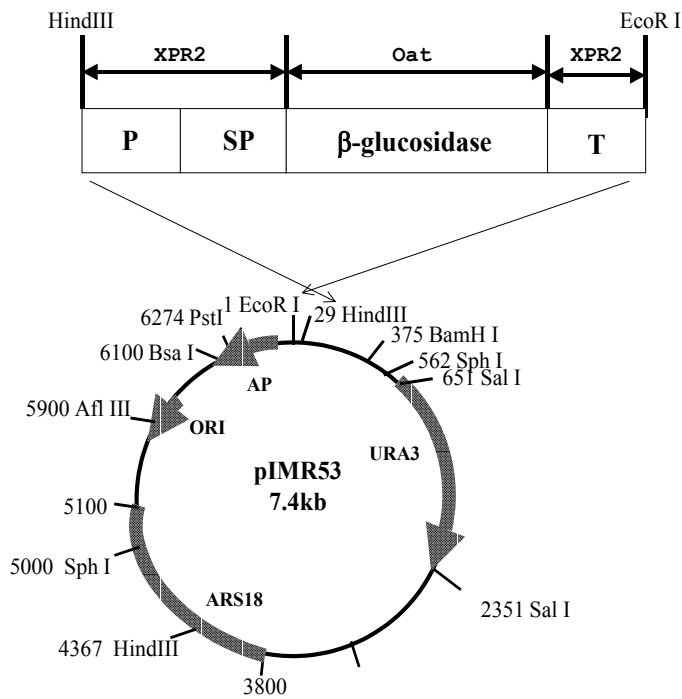 HindIII
EcoR I
XPR2
Oat
XPR2
P
SP
β-glucosidase
T
1 EcoR I
29 HindIII
6274 PstI
375 BamH I
6100 Bsa I
562 Sph I
651 Sal I
AP
5900 Afl III
ORI
URA3
pIMR53
7.4kb
5100
5000 Sph I
ARS18
2351 Sal I
4367 HindIII
3800